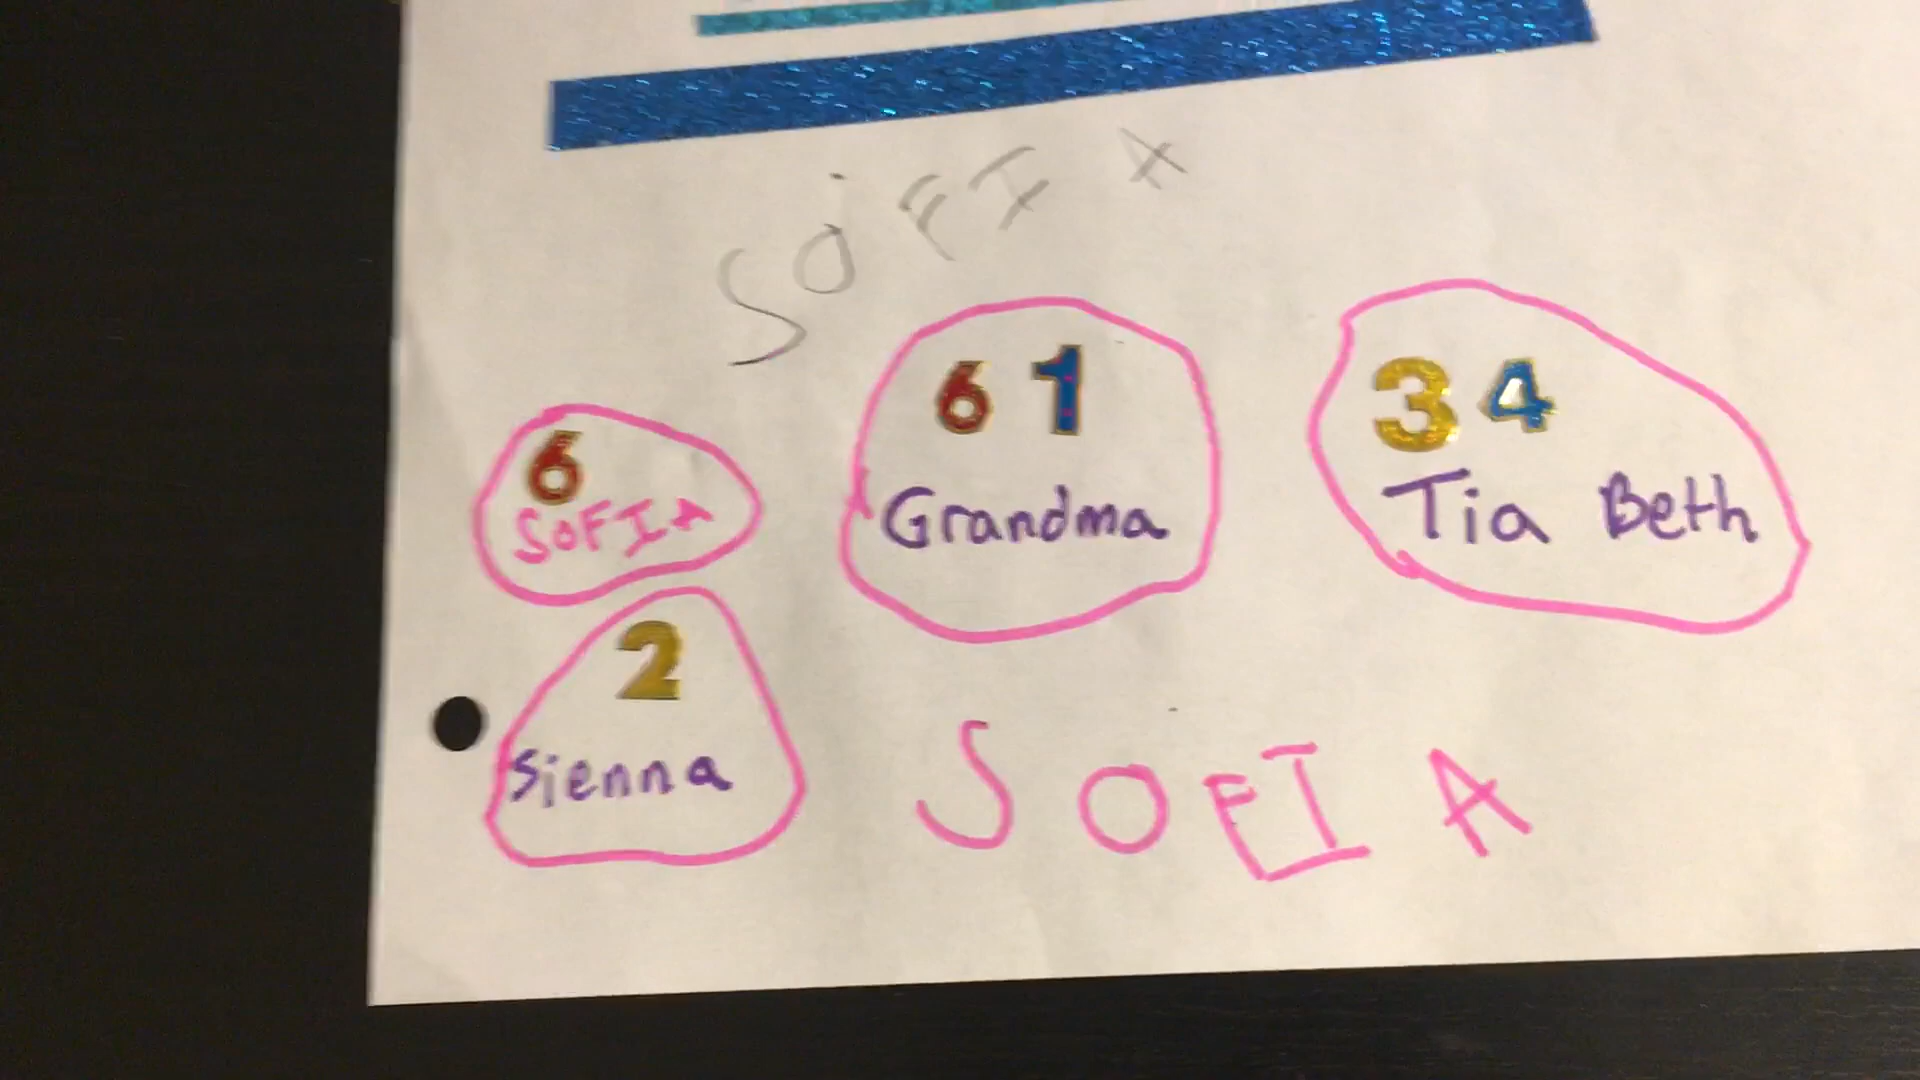 SOFIA
61
Grandma
34
Tia Beth
6
SOFIA
2
Sienna
SOFIA